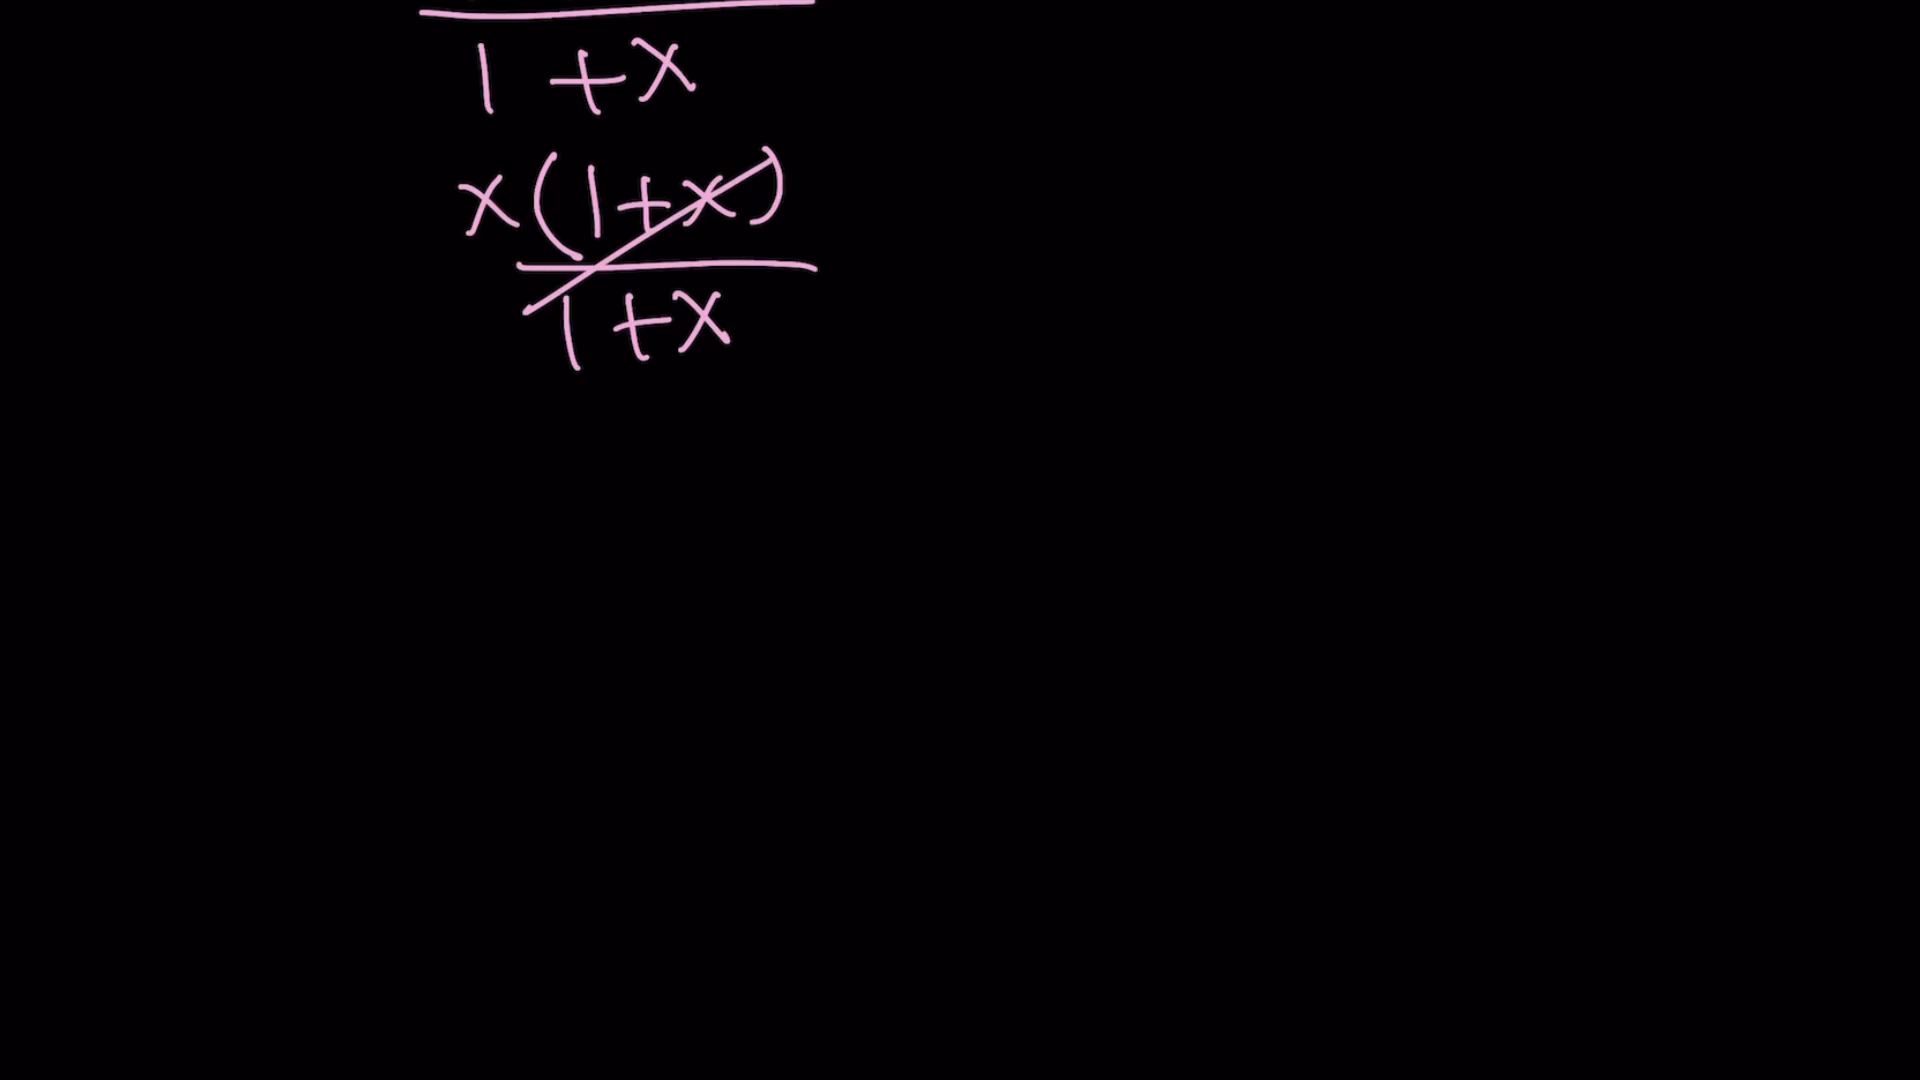 1 + x
x(1+x)
1 + x